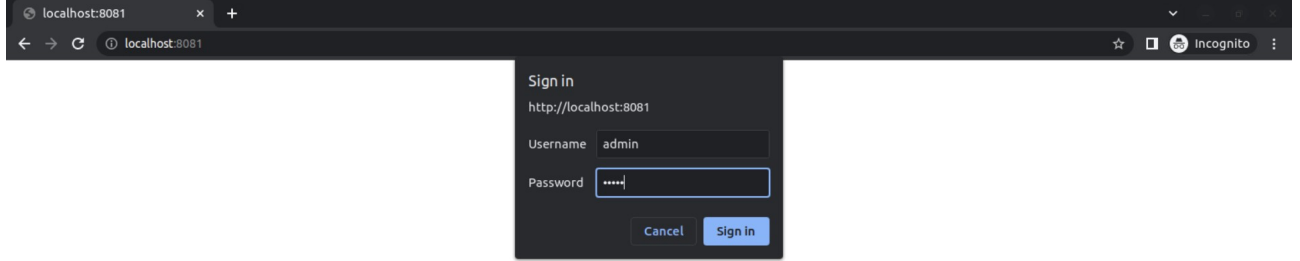 localhost:8081
localhost:8081 Incognito
Sign in
http://localhost:8081
Username admin
Password •••••
Cancel Sign in